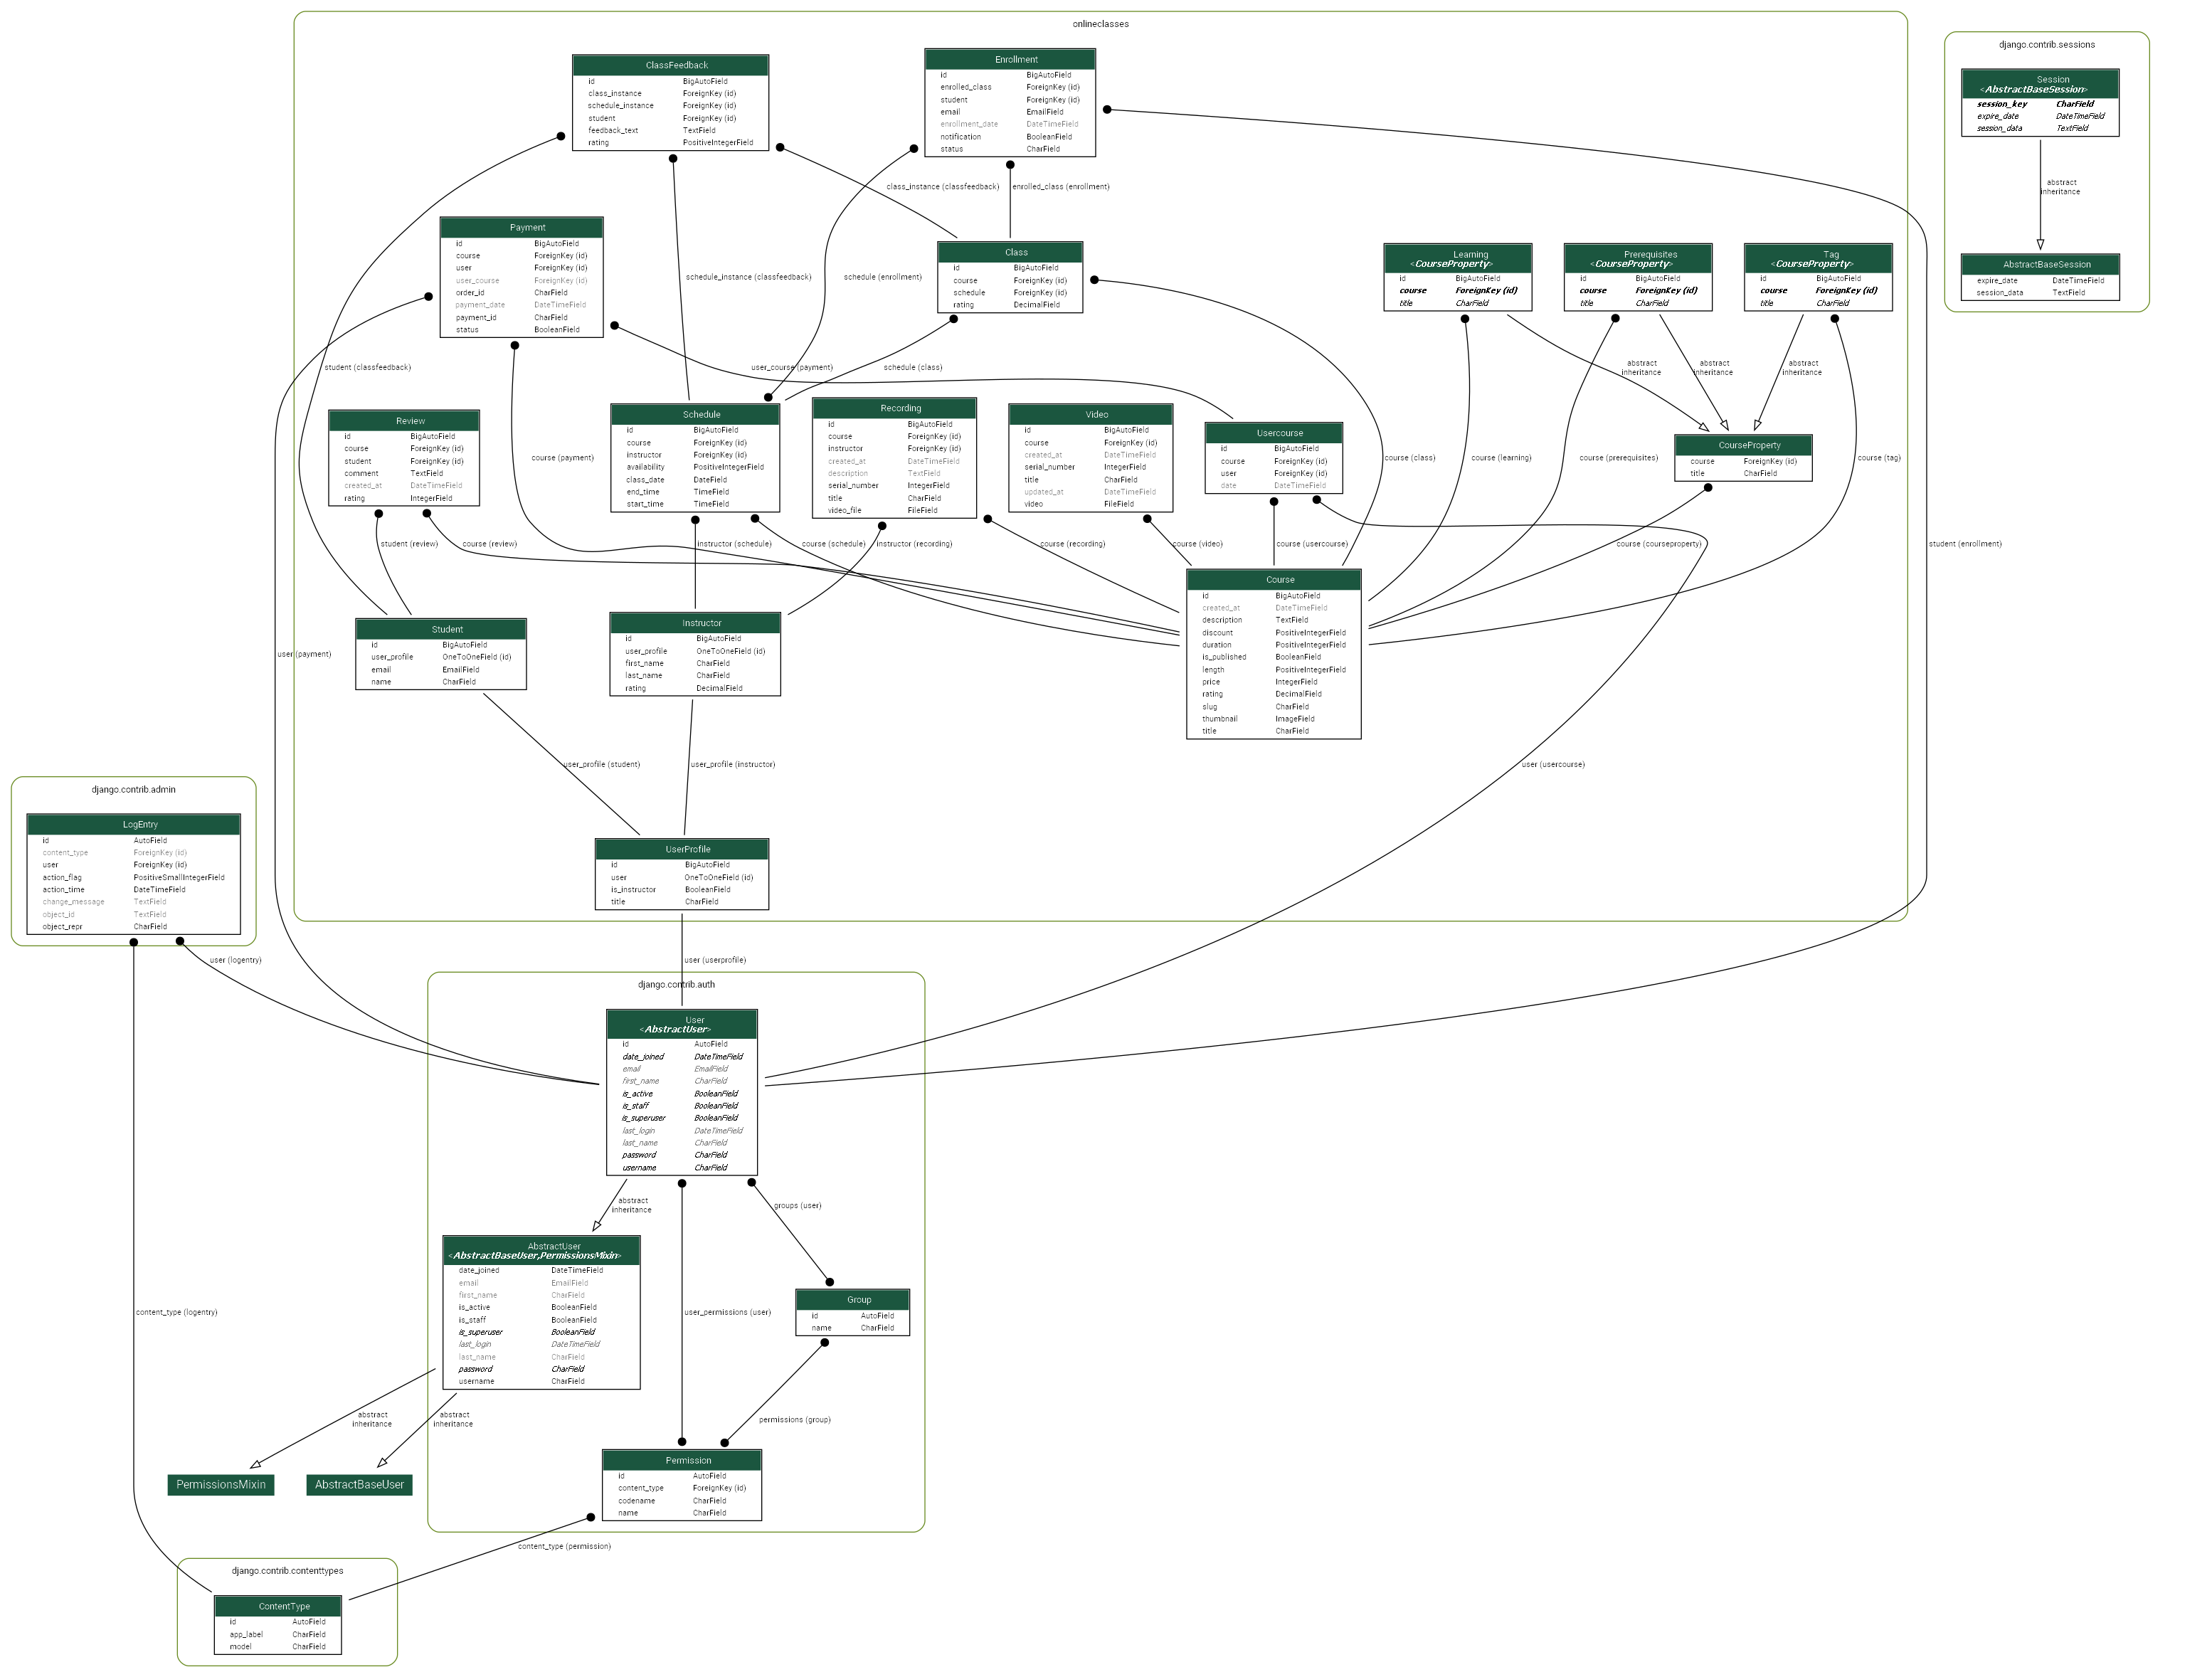 onlineclasses
ClassFeedback
id BigAutoField
class_instance ForeignKey (id)
schedule_instance ForeignKey (id)
student ForeignKey (id)
feedback_text TextField
rating PositiveIntegerField
Enrollment
id BigAutoField
enrolled_class ForeignKey (id)
student ForeignKey (id)
email EmailField
enrollment_date DateTimeField
notification BooleanField
status CharField
django.contrib.sessions
Session
<AbstractBaseSession>
session_key CharField
expire_date DateTimeField
session_data TextField
abstract
inheritance
AbstractBaseSession
expire_date DateTimeField
session_data TextField
class_instance (classfeedback)
enrolled_class (enrollment)
Payment
id BigAutoField
course ForeignKey (id)
user ForeignKey (id)
user_course ForeignKey (id)
order_id CharField
payment_date DateTimeField
payment_id CharField
status BooleanField
schedule_instance (classfeedback)
schedule (enrollment)
Class
id BigAutoField
course ForeignKey (id)
schedule ForeignKey (id)
rating DecimalField
Learning
<CourseProperty>
id BigAutoField
course ForeignKey (id)
title CharField
Prerequisites
<CourseProperty>
id BigAutoField
course ForeignKey (id)
title CharField
Tag
<CourseProperty>
id BigAutoField
course ForeignKey (id)
title CharField
student (classfeedback)
user_course (payment)
schedule (class)
abstract
inheritance
abstract
inheritance
abstract
inheritance
Review
id BigAutoField
course ForeignKey (id)
student ForeignKey (id)
comment TextField
created_at DateTimeField
rating IntegerField
course (payment)
Schedule
id BigAutoField
course ForeignKey (id)
instructor ForeignKey (id)
availability PositiveIntegerField
class_date DateField
end_time TimeField
start_time TimeField
Recording
id BigAutoField
course ForeignKey (id)
instructor ForeignKey (id)
created_at DateTimeField
description TextField
serial_number IntegerField
title CharField
video_file FileField
Video
id BigAutoField
course ForeignKey (id)
created_at DateTimeField
serial_number IntegerField
title CharField
updated_at DateTimeField
video FileField
Usercourse
id BigAutoField
course ForeignKey (id)
user ForeignKey (id)
date DateTimeField
course (class)
course (learning)
course (prerequisites)
CourseProperty
course ForeignKey (id)
title CharField
course (tag)
student (review)
course (review)
instructor (schedule)
course (schedule)
instructor (recording)
course (recording)
course (video)
course (usercourse)
course (courseproperty)
student (enrollment)
Course
id BigAutoField
created_at DateTimeField
description TextField
discount PositiveIntegerField
duration PositiveIntegerField
is_published BooleanField
length PositiveIntegerField
price IntegerField
rating DecimalField
slug CharField
thumbnail ImageField
title CharField
Student
id BigAutoField
user_profile OneToOneField (id)
email EmailField
name CharField
Instructor
id BigAutoField
user_profile OneToOneField (id)
first_name CharField
last_name CharField
rating DecimalField
user (payment)
user_profile (student)
user_profile (instructor)
user (usercourse)
django.contrib.admin
LogEntry
id AutoField
content_type ForeignKey (id)
user ForeignKey (id)
action_flag PositiveSmallIntegerField
action_time DateTimeField
change_message TextField
object_id TextField
object_repr CharField
UserProfile
id BigAutoField
user OneToOneField (id)
is_instructor BooleanField
title CharField
user (logentry)
user (userprofile)
django.contrib.auth
User
<AbstractUser>
id AutoField
date_joined DateTimeField
email EmailField
first_name CharField
is_active BooleanField
is_staff BooleanField
is_superuser BooleanField
last_login DateTimeField
last_name CharField
password CharField
username CharField
abstract
inheritance
groups (user)
AbstractUser
<AbstractBaseUser,PermissionsMixin>
date_joined DateTimeField
email EmailField
first_name CharField
is_active BooleanField
is_staff BooleanField
is_superuser BooleanField
last_login DateTimeField
last_name CharField
password CharField
username CharField
content_type (logentry)
user_permissions (user)
Group
id AutoField
name CharField
abstract
inheritance
abstract
inheritance
permissions (group)
PermissionsMixin
AbstractBaseUser
Permission
id AutoField
content_type ForeignKey (id)
codename CharField
name CharField
content_type (permission)
django.contrib.contenttypes
ContentType
id AutoField
app_label CharField
model CharField